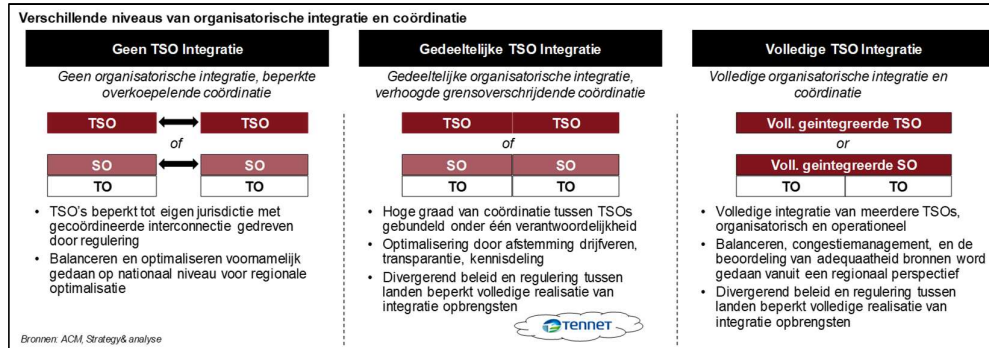 Verschillende niveaus van organisatorische integratie en coördinatie
Geen TSO Integratie
Geen organisatorische integratie, beperkte
overkoepelende coördinatie
TSO TSO
of
SO SO
TO TO
• TSO's beperkt tot eigen jurisdictie met
gecoördineerde interconnectie gedreven
door regulering
• Balanceren en optimaliseren voornamelijk
gedaan op nationaal niveau voor regionale
optimalisatie
Gedeeltelijke TSO Integratie
Gedeeltelijke organisatorische integratie,
verhoogde grensoverschrijdende coördinatie
TSO TSO
of
SO SO
TO TO
• Hoge graad van coördinatie tussen TSOs
gebundeld onder één verantwoordelijkheid
• Optimalisering door afstemming drijfveren,
transparantie, kennisdeling
• Divergerend beleid en regulering tussen
landen beperkt volledige realisatie van
integratie opbrengsten
TENNET
Volledige TSO Integratie
Volledige organisatorische integratie en
coördinatie
Voll. geintegreerde TSO
or
Voll. geintegreerde SO
TO TO
• Volledige integratie van meerdere TSOs,
organisatorisch en operationeel
• Balanceren, congestiemanagement, en de
beoordeling van adequaatheid bronnen word
gedaan vanuit een regionaal perspectief
• Divergerend beleid en regulering tussen
landen beperkt volledige realisatie van
integratie opbrengsten
Bronnen: ACM, Strategy& analyse